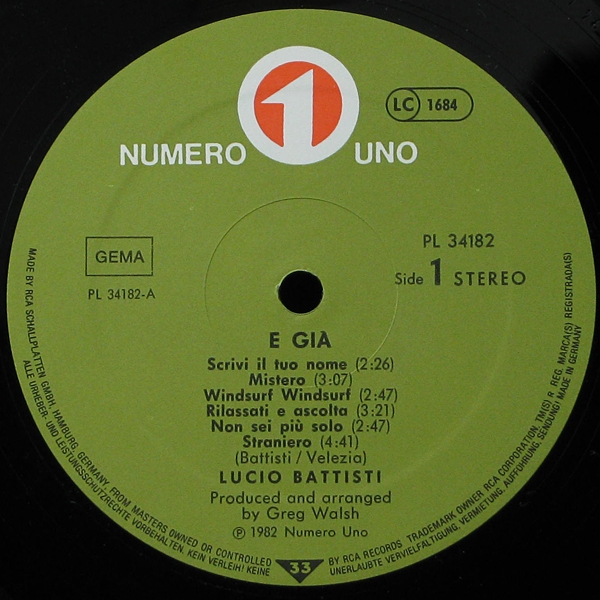 1
NUMERO UNO
LC 1684
GEMA
PL 34182-A
PL 34182
Side 1 STEREO
E GIÀ
Scrivi il tuo nome (2:26)
Mistero (3:07)
Windsurf Windsurf (2:47)
Rilassati e ascolta (3:21)
Non sei più solo (2:47)
Straniero (4:41)
(Battisti / Velezia)
LUCIO BATTISTI
Produced and arranged
by Greg Walsh
℗ 1982 Numero Uno
33
MADE BY RCA SCHALLPLATTEN GMBH, HAMBURG, GERMANY, FROM MASTERS OWNED OR CONTROLLED BY RCA RECORDS TRADEMARK OWNER RCA CORPORATION, TM(S) R REG. MARCA(S) REGISTRADA(S)
ALLE URHEBER- UND LEISTUNGSSCHUTZRECHTE VORBEHALTEN. KEIN VERLEIH! KEINE UNERLAUBTE VERVIELFÄLTIGUNG, VERMIETUNG, AUFFÜHRUNG, SENDUNG! MADE IN GERMANY